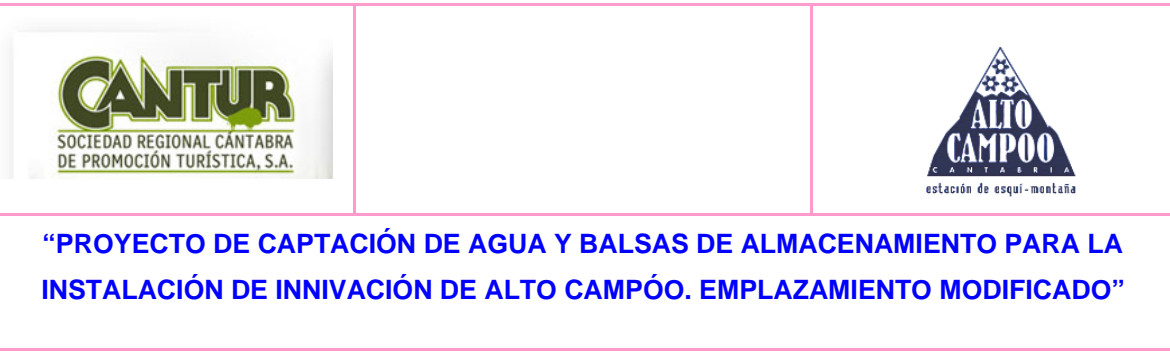 CANTUR
SOCIEDAD REGIONAL CÁNTABRA
DE PROMOCIÓN TURÍSTICA, S.A.
ALTO
CAMPOO
CANTABRIA
estación de esquí-montaña
“PROYECTO DE CAPTACIÓN DE AGUA Y BALSAS DE ALMACENAMIENTO PARA LA
INSTALACIÓN DE INNIVACIÓN DE ALTO CAMPÓO. EMPLAZAMIENTO MODIFICADO”